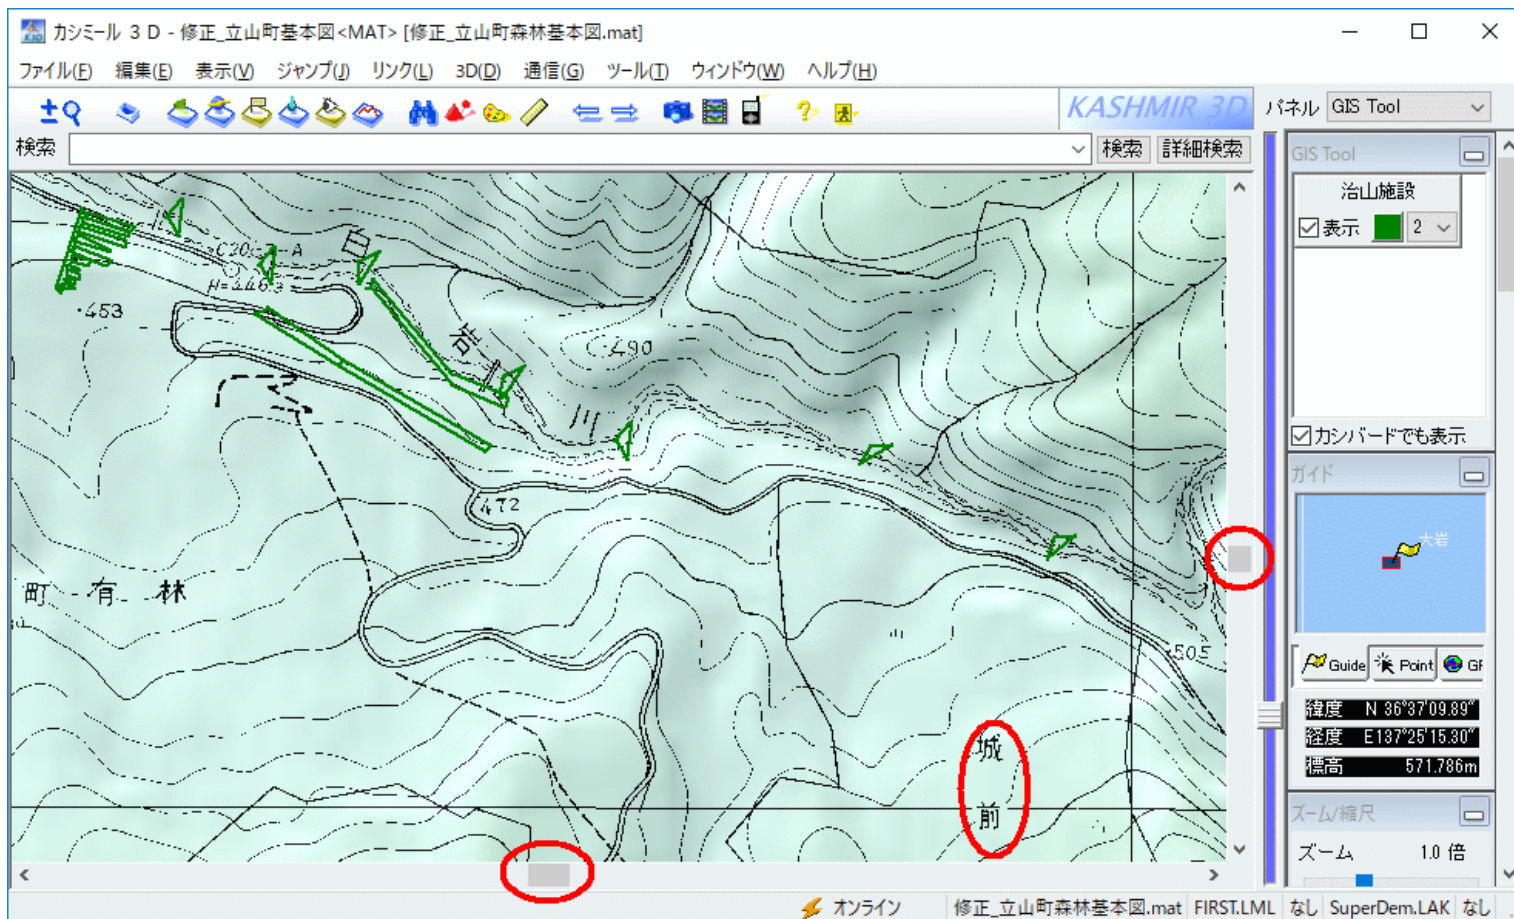 カシミール 3D - 修正_立山町基本図<MAT> [修正_立山町森林基本図.mat]
ファイル(F) 編集(E) 表示(V) ジャンプ(J) リンク(L) 3D(D) 通信(G) ツール(T) ウィンドウ(W) ヘルプ(H)
KASHMIR 3D
パネル GIS Tool
検索 検索 詳細検索
GIS Tool
治山施設
表示 2
カシバードでも表示
ガイド
大岩
Guide Point
緯度 N 36°37'09.89"
経度 E137°25'15.30"
標高 571.786m
ズーム/縮尺
ズーム 1.0 倍
白
岩
川
·453
490
472
町有林
505
城
前
オンライン 修正_立山町森林基本図.mat FIRST.LML なし SuperDem.LAK なし